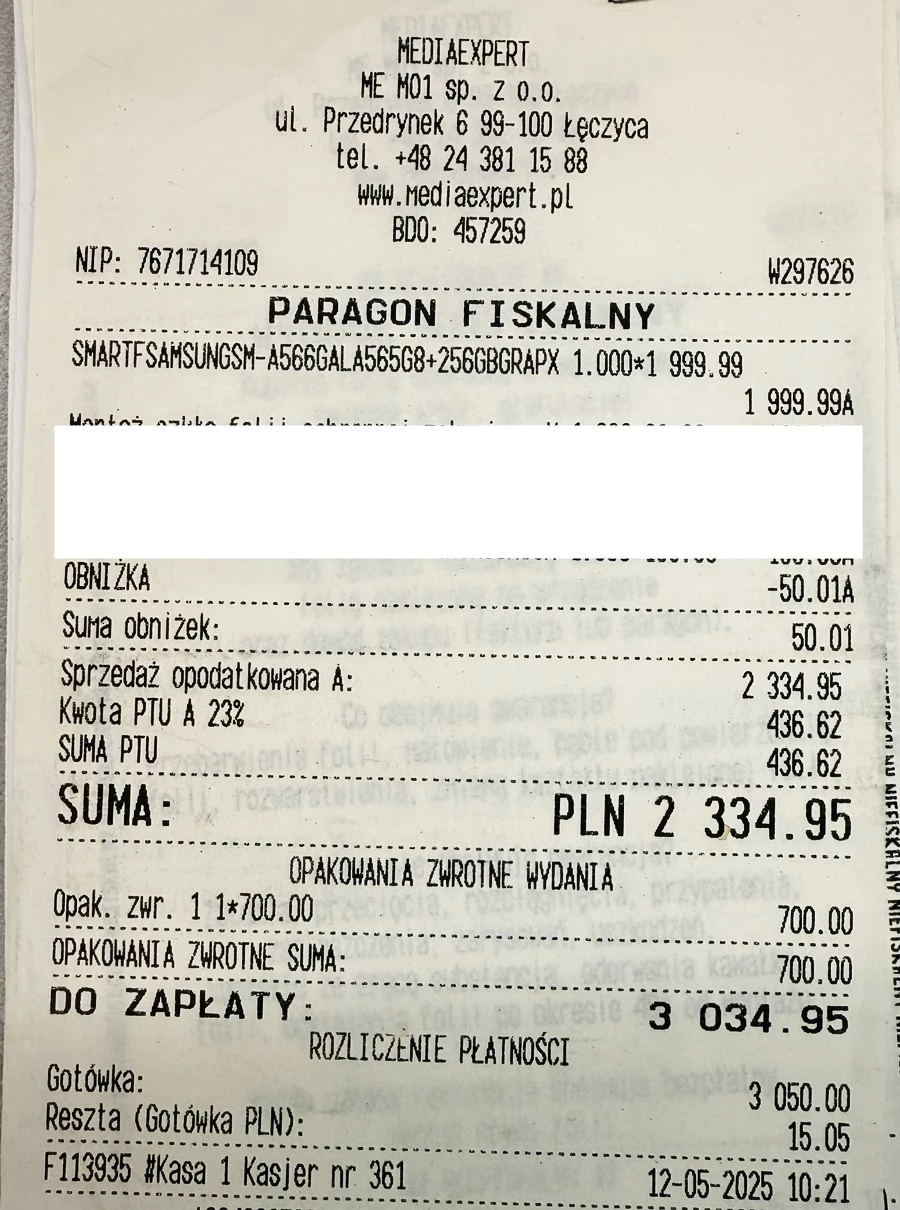 MEDIAEXPERT
ME M01 sp. z o.o.
ul. Przedrynek 6 99-100 Łęczyca
tel. +48 24 381 15 88
www.mediaexpert.pl
BDO: 457259
NIP: 7671714109 W297626
PARAGON FISKALNY
SMARTFSAMSUNGSM-A566GALA565G8+256GBGRAPX 1.000*1 999.99
1 999.99A
OBNIŻKA -50.01A
Suma obniżek: 50.01
Sprzedaż opodatkowana A: 2 334.95
Kwota PTU A 23% 436.62
SUMA PTU 436.62
SUMA: PLN 2 334.95
OPAKOWANIA ZWROTNE WYDANIA
Opak. zwr. 1 1*700.00 700.00
OPAKOWANIA ZWROTNE SUMA: 700.00
DO ZAPŁATY: 3 034.95
ROZLICZENIE PŁATNOŚCI
Gotówka: 3 050.00
Reszta (Gotówka PLN): 15.05
F113935 #Kasa 1 Kasjer nr 361 12-05-2025 10:21